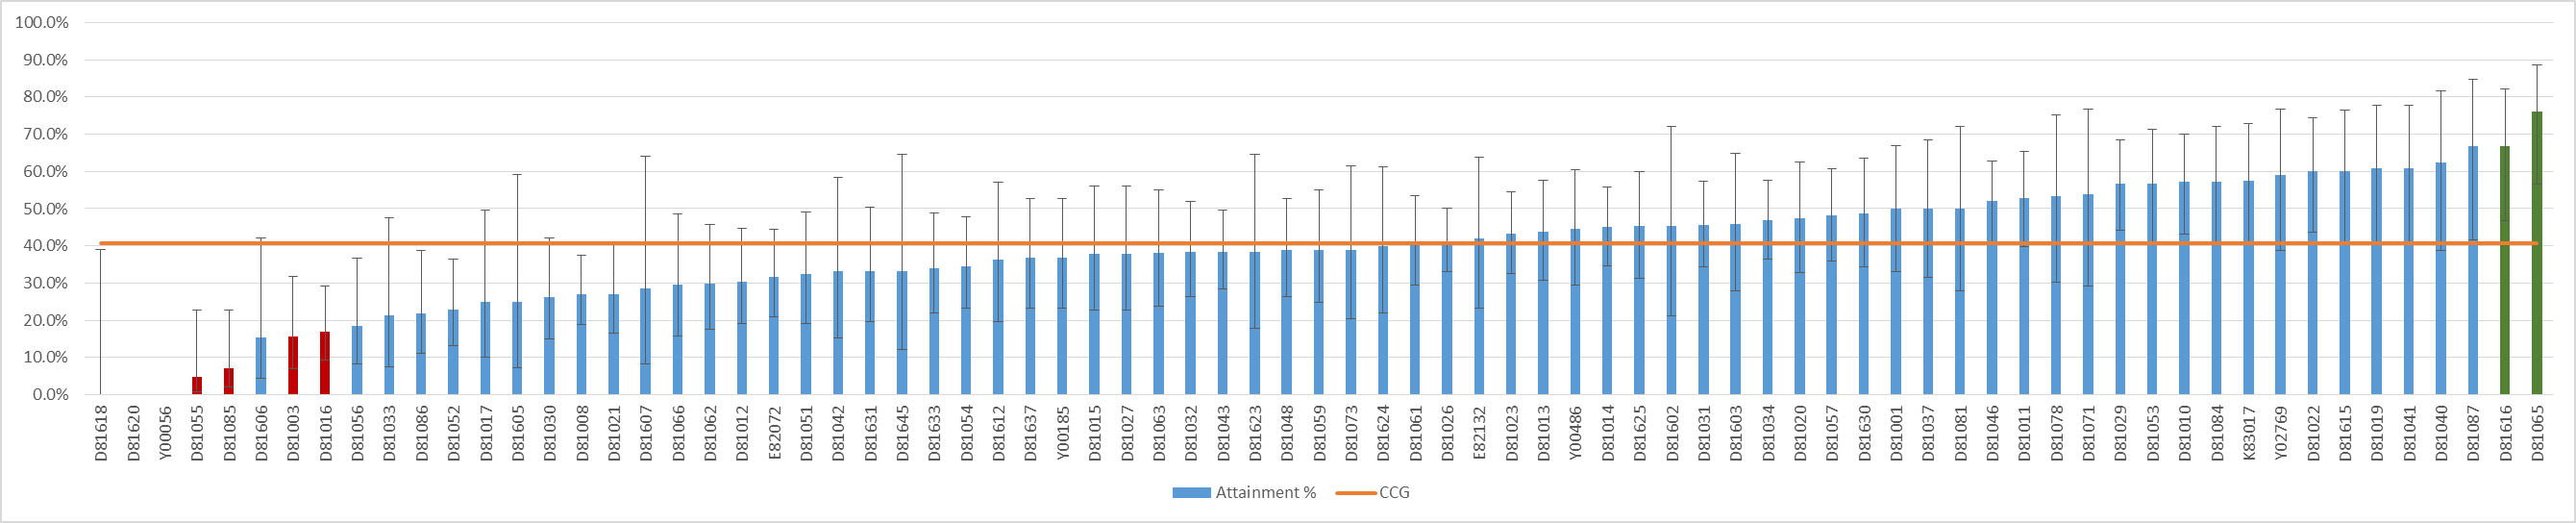 100.0%
90.0%
80.0%
70.0%
60.0%
50.0%
40.0%
30.0%
20.0%
10.0%
0.0%
D81618
D81620
Y00056
D81055
D81085
D81606
D81003
D81016
D81056
D81033
D81086
D81052
D81017
D81605
D81030
D81008
D81021
D81607
D81066
D81062
D81012
E82072
D81051
D81042
D81631
D81645
D81633
D81054
D81612
D81637
Y00185
D81015
D81027
D81063
D81032
D81043
D81623
D81048
D81059
D81073
D81624
D81061
D81026
E82132
D81023
D81013
Y00486
D81014
D81625
D81602
D81031
D81603
D81034
D81020
D81057
D81630
D81001
D81037
D81081
D81046
D81011
D81078
D81071
D81029
D81053
D81010
D81084
K83017
Y02769
D81022
D81615
D81019
D81041
D81040
D81087
D81616
D81065
Attainment %
CCG